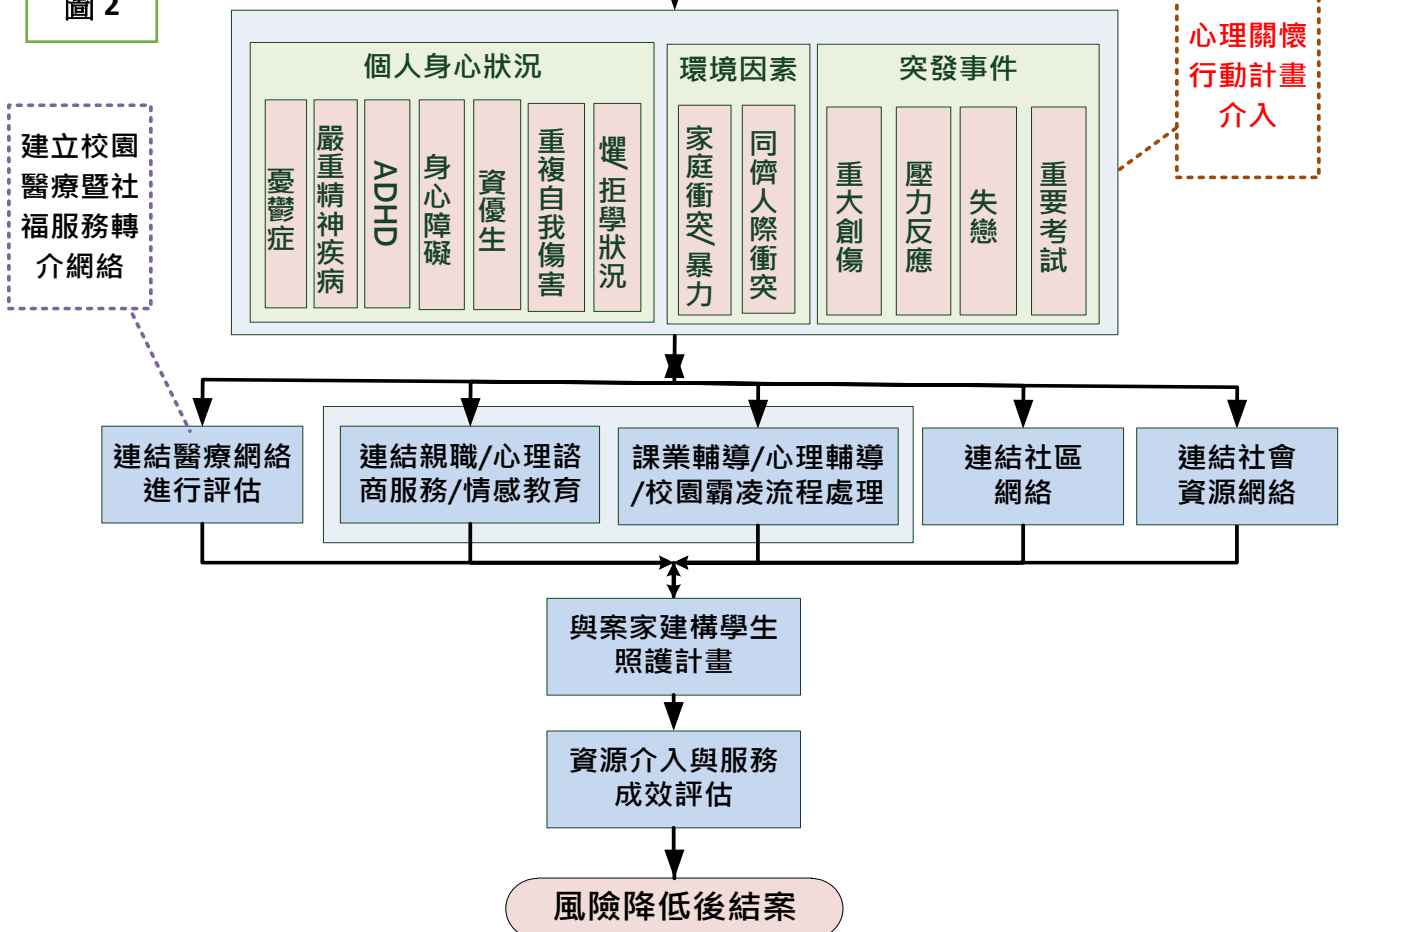 圖 2
心理關懷
行動計畫
介入
個人身心狀況
環境因素
突發事件
建立校園
醫療暨社
福服務轉
介網絡
憂鬱症
嚴重精神疾病
ADHD
身心障礙
資優生
重複自我傷害
懼/拒學狀況
家庭衝突/暴力
同儕人際衝突
重大創傷
壓力反應
失戀
重要考試
連結醫療網絡
進行評估
連結親職/心理諮
商服務/情感教育
課業輔導/心理輔導
/校園霸凌流程處理
連結社區
網絡
連結社會
資源網絡
與案家建構學生
照護計畫
資源介入與服務
成效評估
風險降低後結案